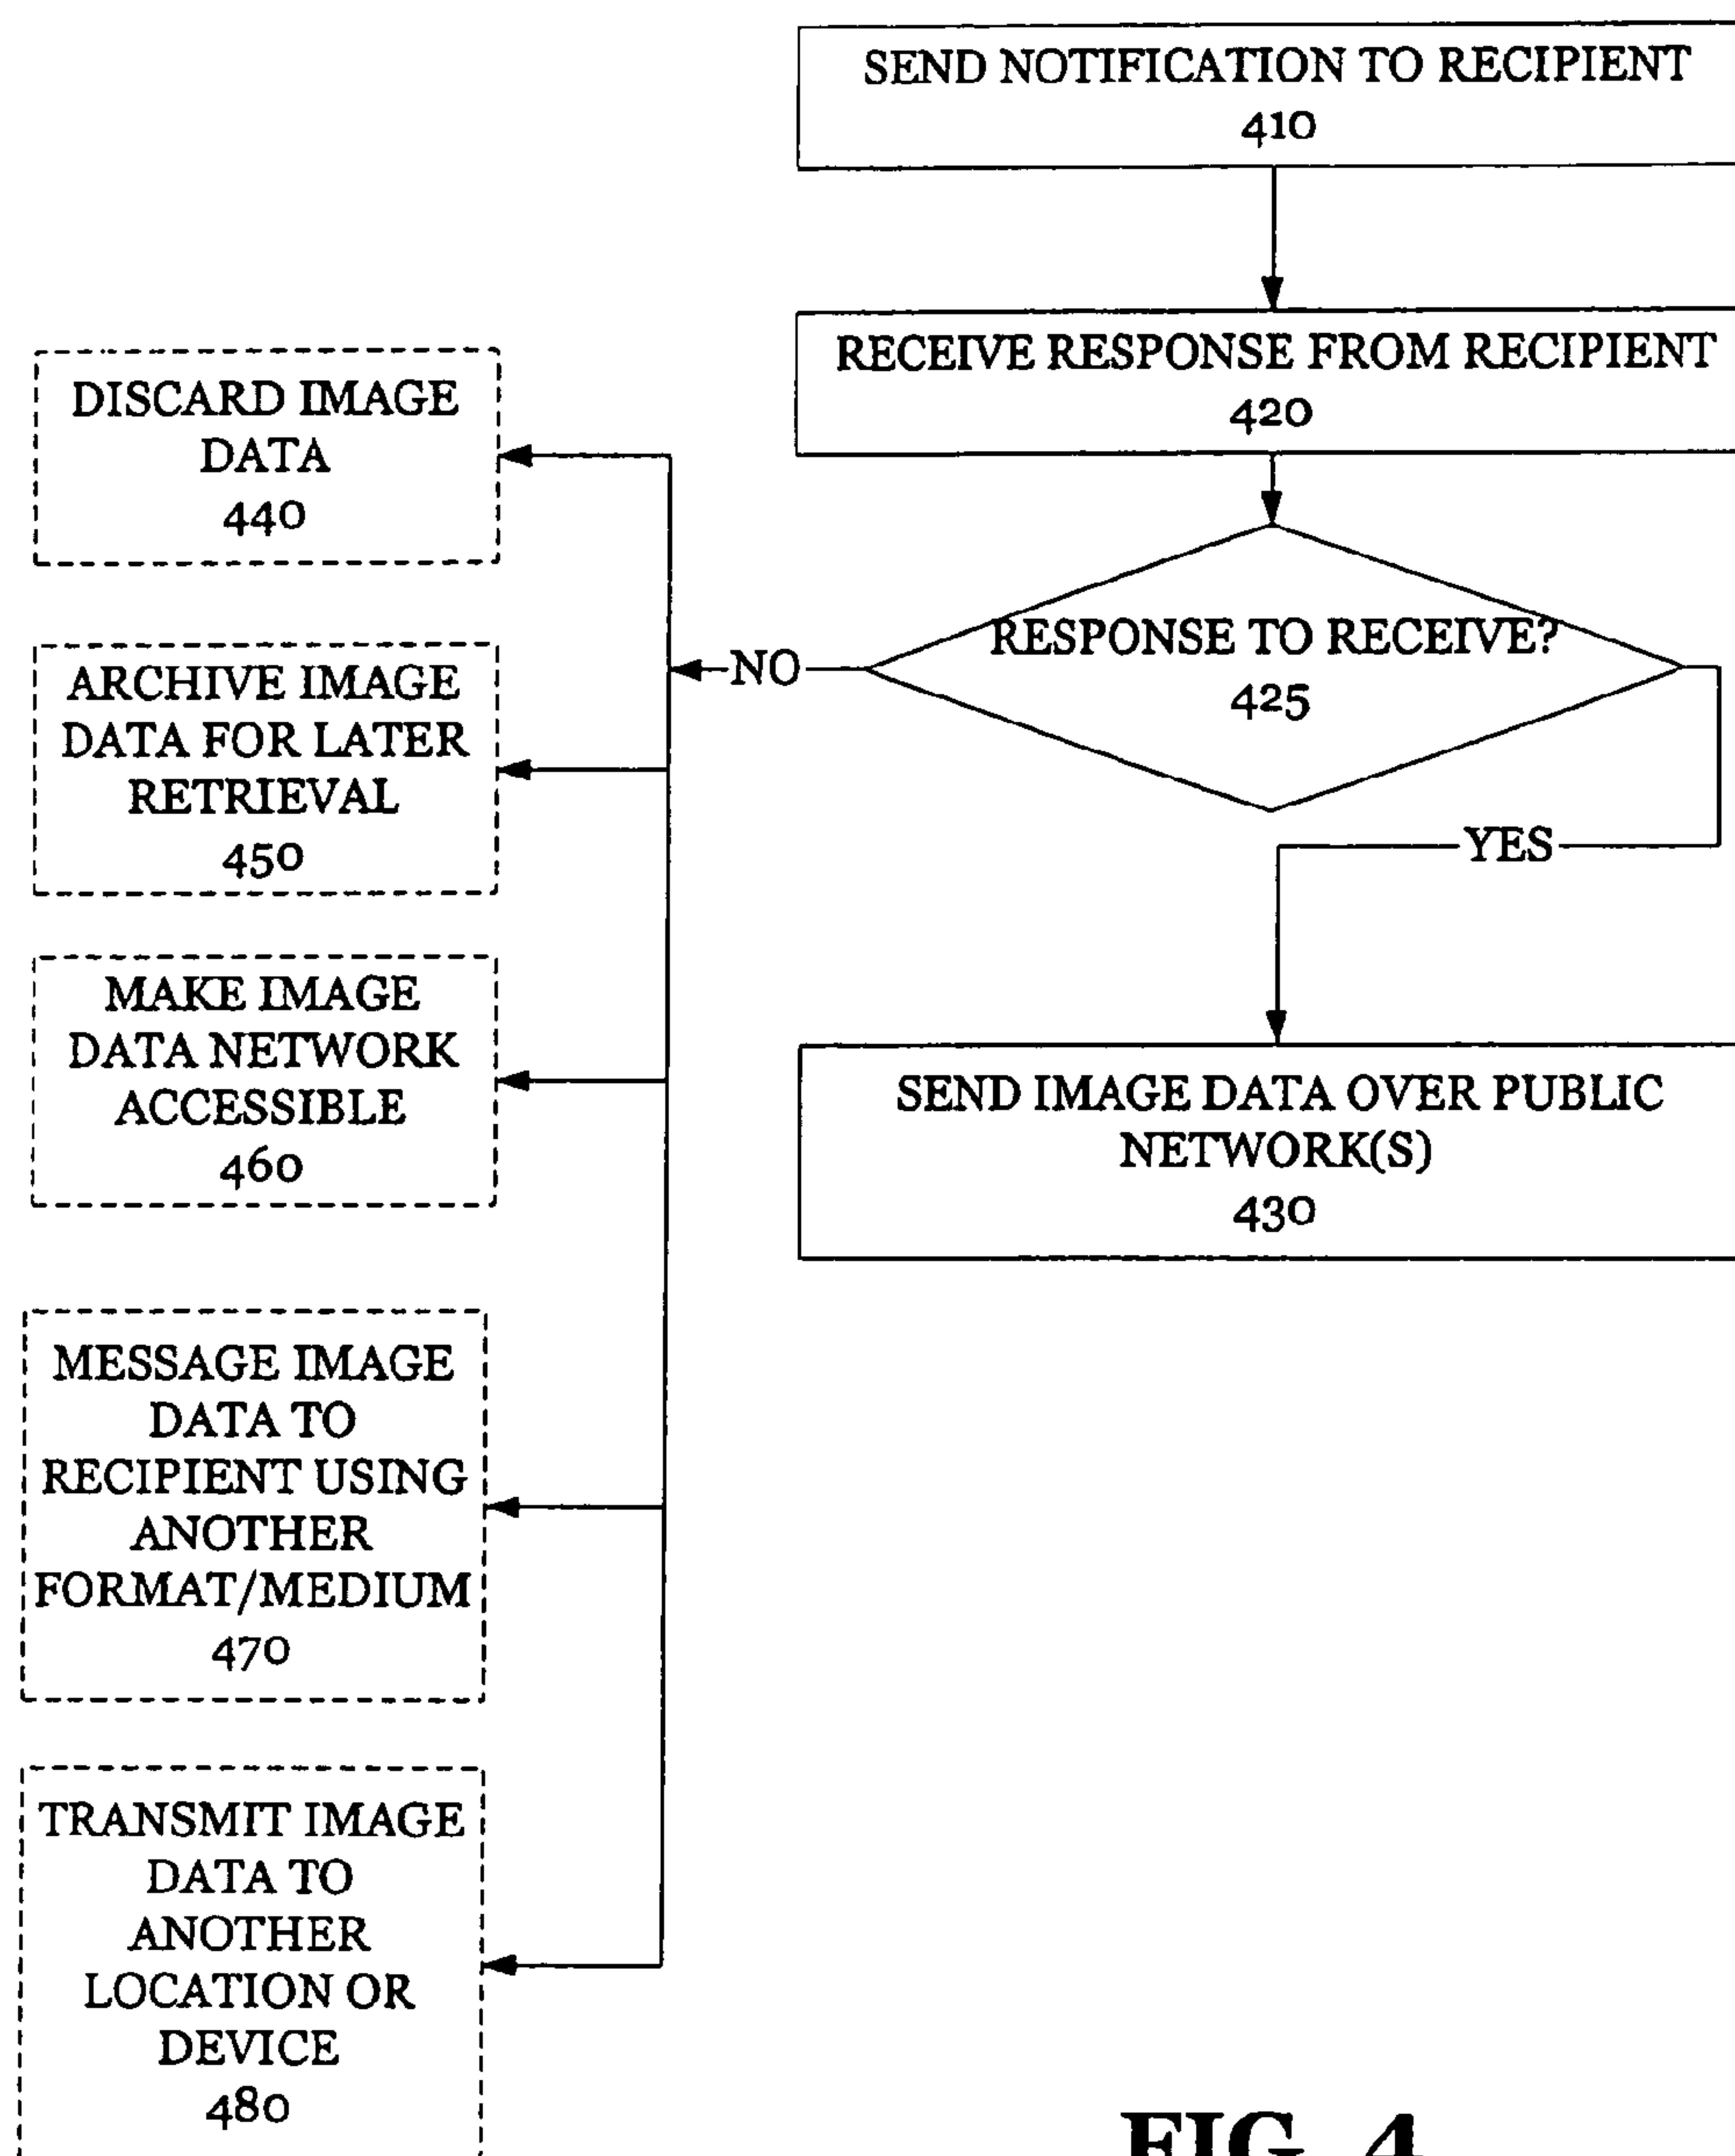 SEND NOTIFICATION TO RECIPIENT
410
RECEIVE RESPONSE FROM RECIPIENT
420
RESPONSE TO RECEIVE?
425
NO
YES
SEND IMAGE DATA OVER PUBLIC
NETWORK(S)
430
DISCARD IMAGE
DATA
440
ARCHIVE IMAGE
DATA FOR LATER
RETRIEVAL
450
MAKE IMAGE
DATA NETWORK
ACCESSIBLE
460
MESSAGE IMAGE
DATA TO
RECIPIENT USING
ANOTHER
FORMAT/MEDIUM
470
TRANSMIT IMAGE
DATA TO
ANOTHER
LOCATION OR
DEVICE
480
FIG. 4